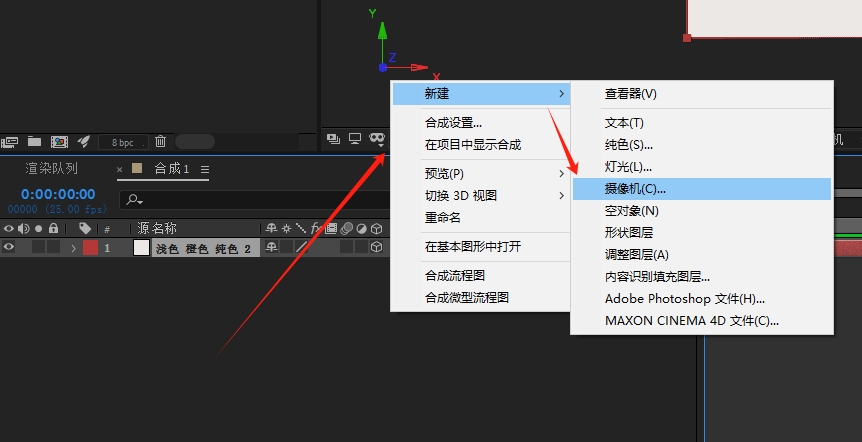 Y
Z
X
8 bpc
渲染队列
× 合成 1
0:00:00:00
00000 (25.00 fps)
# 源名称
1 浅色 橙色 纯色 2
新建
合成设置...
在项目中显示合成
预览(P)
切换 3D 视图
重命名
在基本图形中打开
合成流程图
合成微型流程图
查看器(V)
文本(T)
纯色(S)...
灯光(L)...
摄像机(C)...
空对象(N)
形状图层
调整图层(A)
内容识别填充图层...
Adobe Photoshop 文件(H)...
MAXON CINEMA 4D 文件(C)...
机